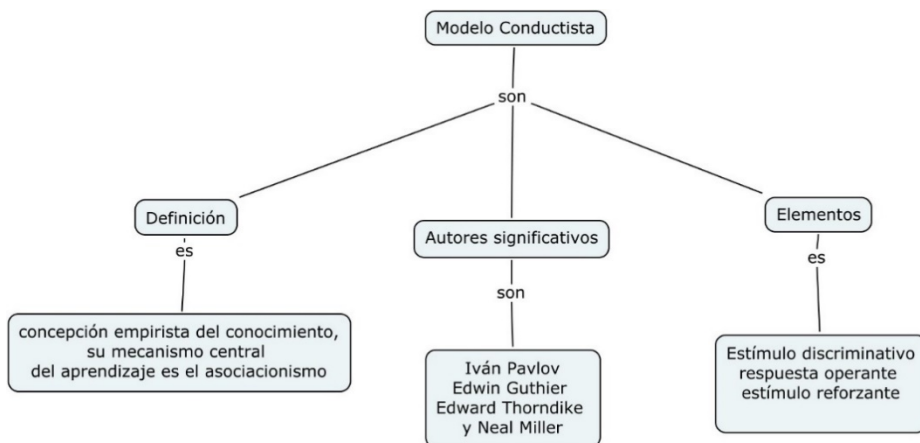 Modelo Conductista
son
Definición
es
concepción empirista del conocimiento,
su mecanismo central
del aprendizaje es el asociacionismo
Autores significativos
son
Iván Pavlov
Edwin Guthier
Edward Thorndike
y Neal Miller
Elementos
es
Estímulo discriminativo
respuesta operante
estímulo reforzante